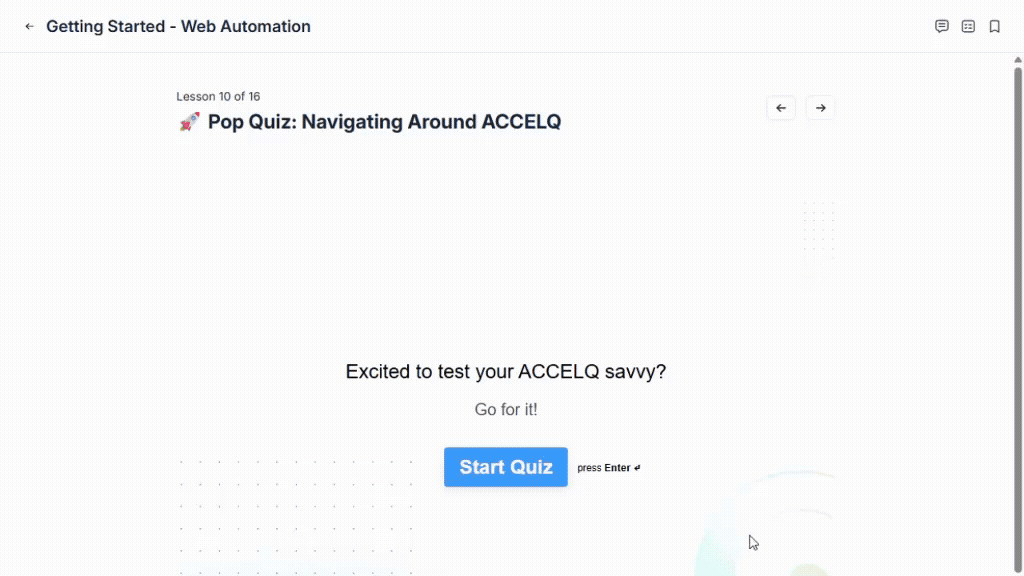 Getting Started - Web Automation
Lesson 10 of 16
🚀 Pop Quiz: Navigating Around ACCELQ
Excited to test your ACCELQ savvy?
Go for it!
Start Quiz press Enter ↵